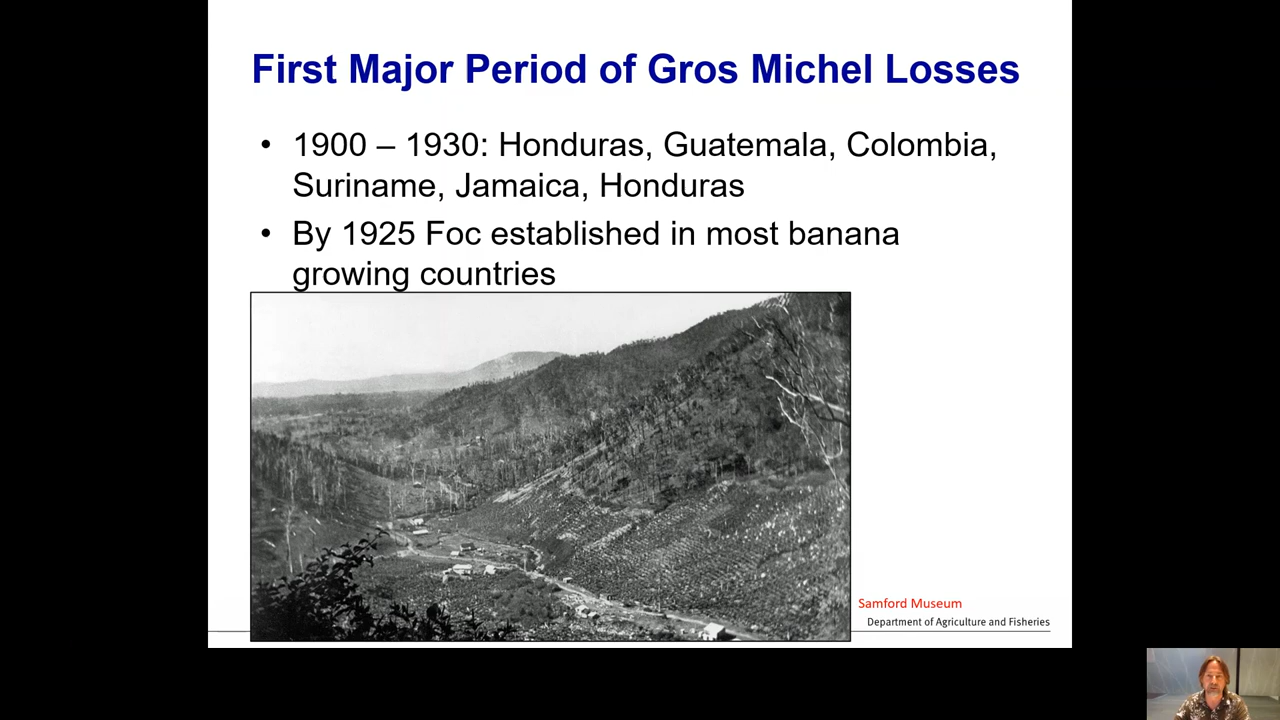 First Major Period of Gros Michel Losses
• 1900 – 1930: Honduras, Guatemala, Colombia,
Suriname, Jamaica, Honduras
• By 1925 Foc established in most banana
growing countries
Samford Museum
Department of Agriculture and Fisheries